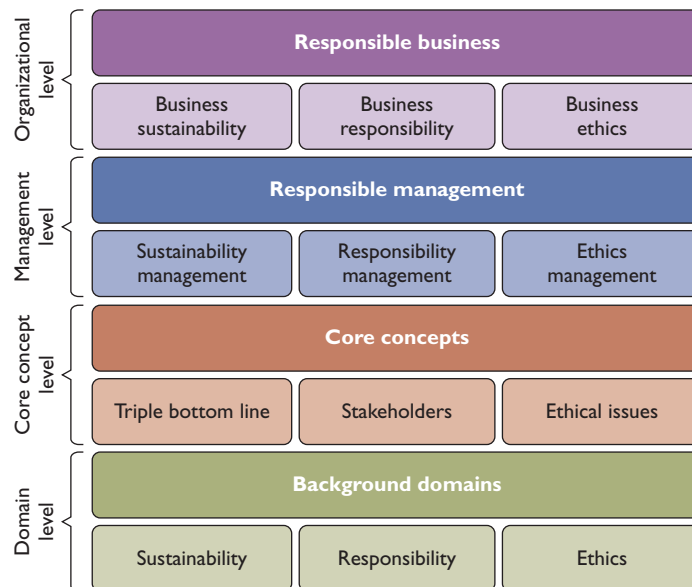 Organizational
level
Responsible business
Business
sustainability
Business
responsibility
Business
ethics
Management
level
Responsible management
Sustainability
management
Responsibility
management
Ethics
management
Core concept
level
Core concepts
Triple bottom line
Stakeholders
Ethical issues
Domain
level
Background domains
Sustainability
Responsibility
Ethics